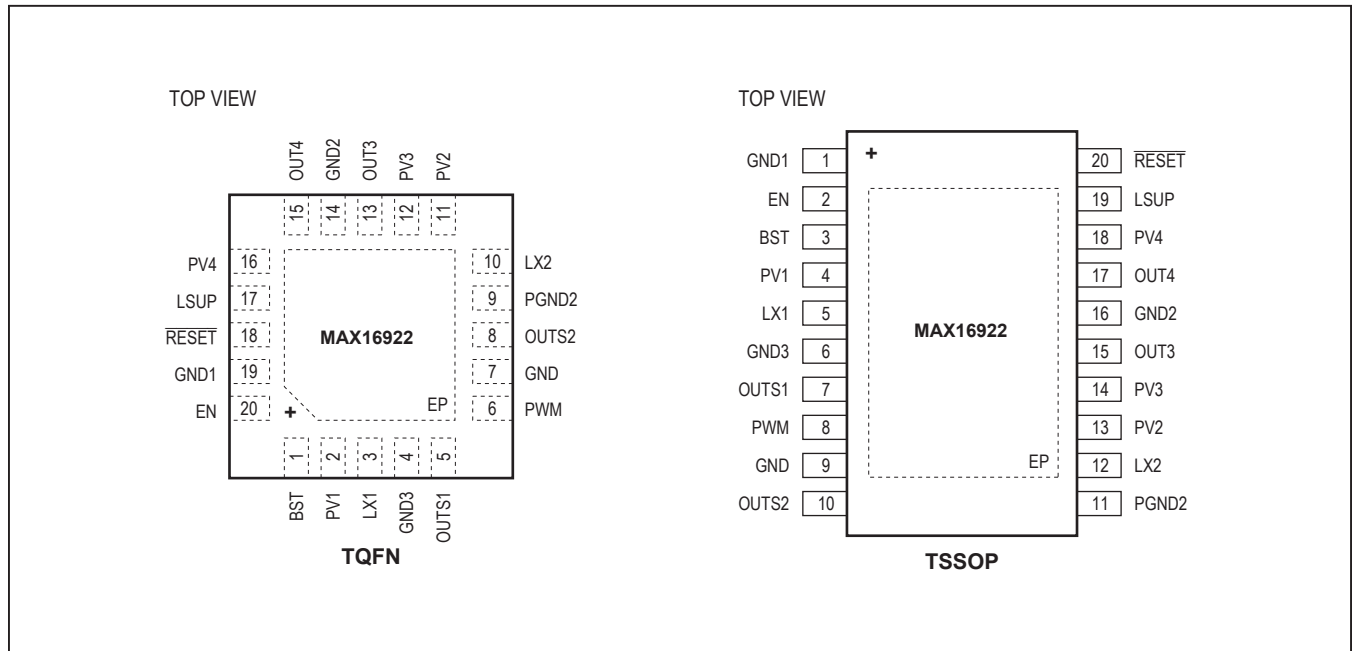 TOP VIEW
OUT4 GND2 OUT3 PV3 PV2
15 14 13 12 11
PV4 16 10 LX2
LSUP 17 9 PGND2
RESET 18 MAX16922 8 OUTS2
GND1 19 7 GND
EN 20 + EP 6 PWM
1 2 3 4 5
BST PV1 LX1 GND3 OUTS1
TQFN
TOP VIEW
GND1 1 + 20 RESET
EN 2 19 LSUP
BST 3 18 PV4
PV1 4 17 OUT4
LX1 5 MAX16922 16 GND2
GND3 6 15 OUT3
OUTS1 7 14 PV3
PWM 8 13 PV2
GND 9 EP 12 LX2
OUTS2 10 11 PGND2
TSSOP